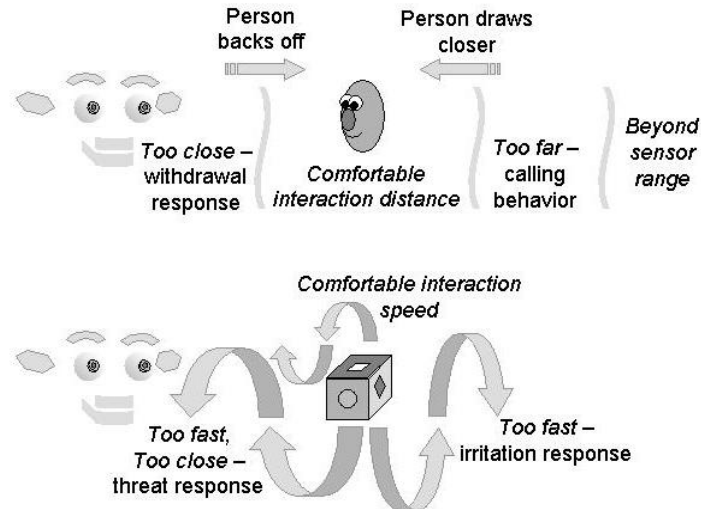 Person
backs off
Person draws
closer
Too close –
withdrawal
response
Comfortable
interaction distance
Too far –
calling
behavior
Beyond
sensor
range
Comfortable interaction
speed
Too fast,
Too close –
threat response
Too fast –
irritation response